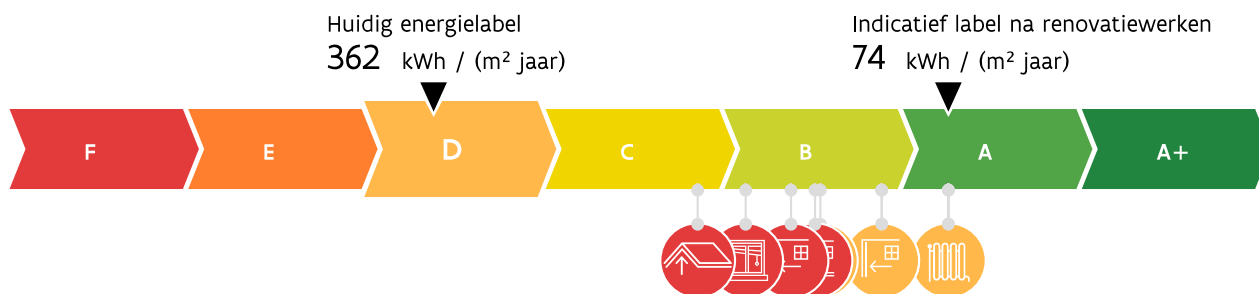 Huidig energielabel
362 kWh / (m² jaar)
Indicatief label na renovatiewerken
74 kWh / (m² jaar)
F
E
D
C
B
A
A+